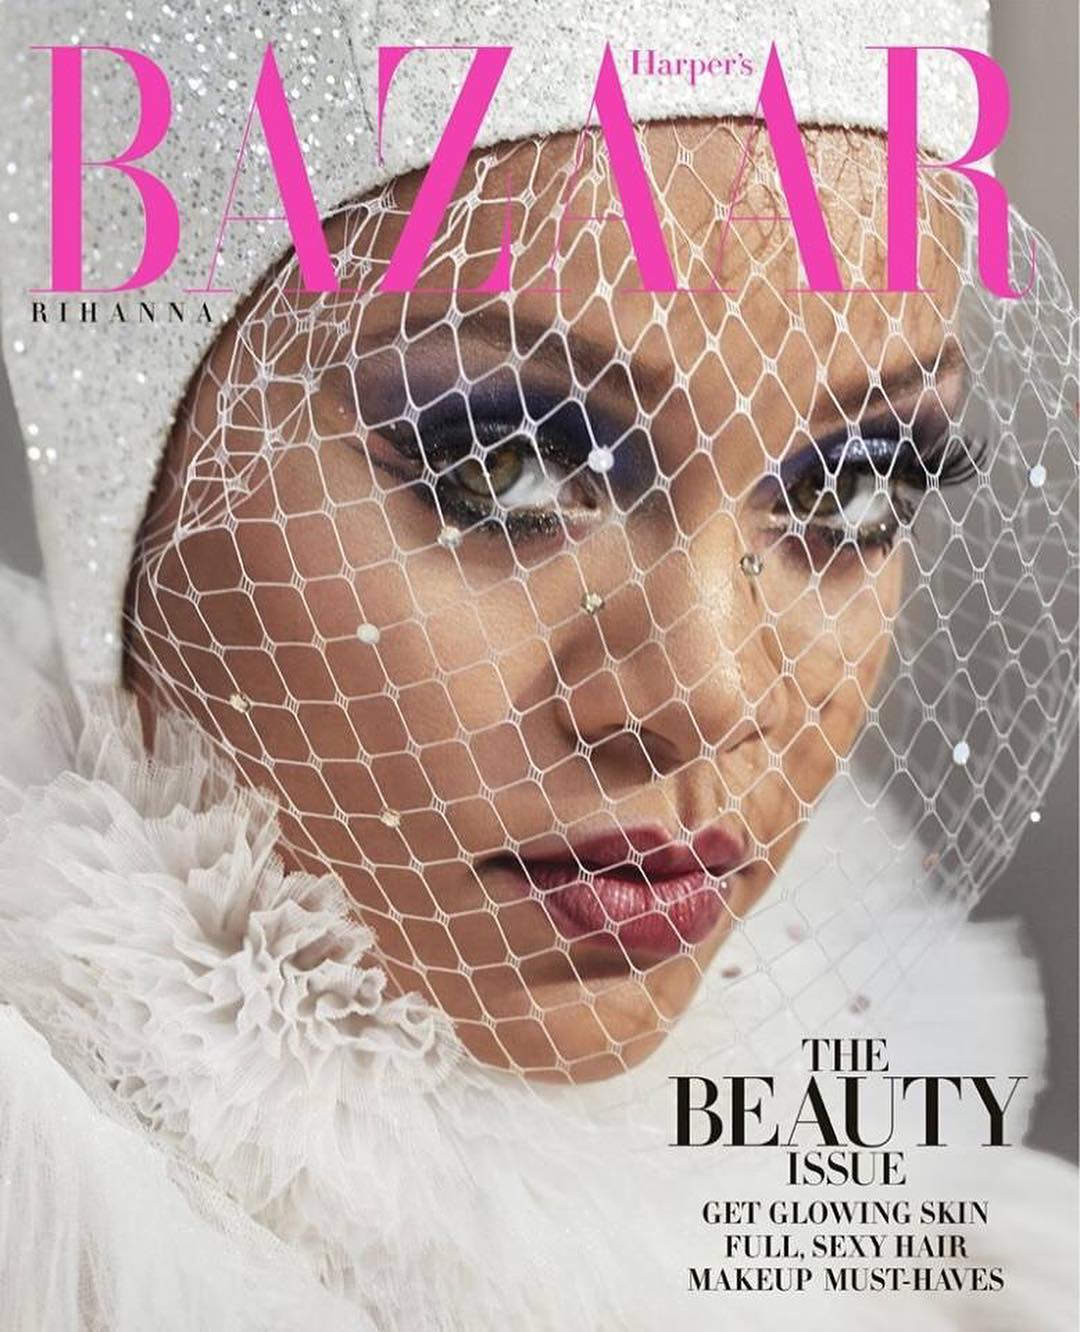 Harper's
BAZAAR
RIHANNA
THE
BEAUTY
ISSUE
GET GLOWING SKIN
FULL, SEXY HAIR
MAKEUP MUST-HAVES